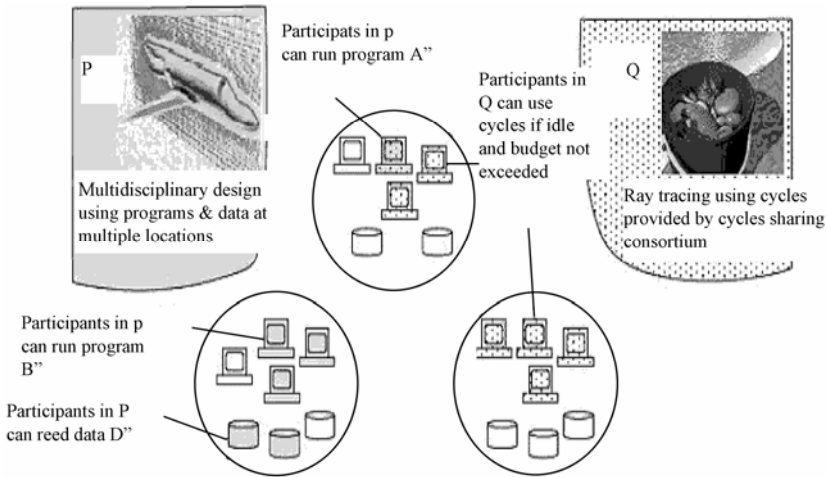 P
Multidisciplinary design
using programs & data at
multiple locations
Participats in p
can run program A”
Participants in
Q can use
cycles if idle
and budget not
exceeded
Q
Ray tracing using cycles
provided by cycles sharing
consortium
Participants in p
can run program
B”
Participants in P
can reed data D”